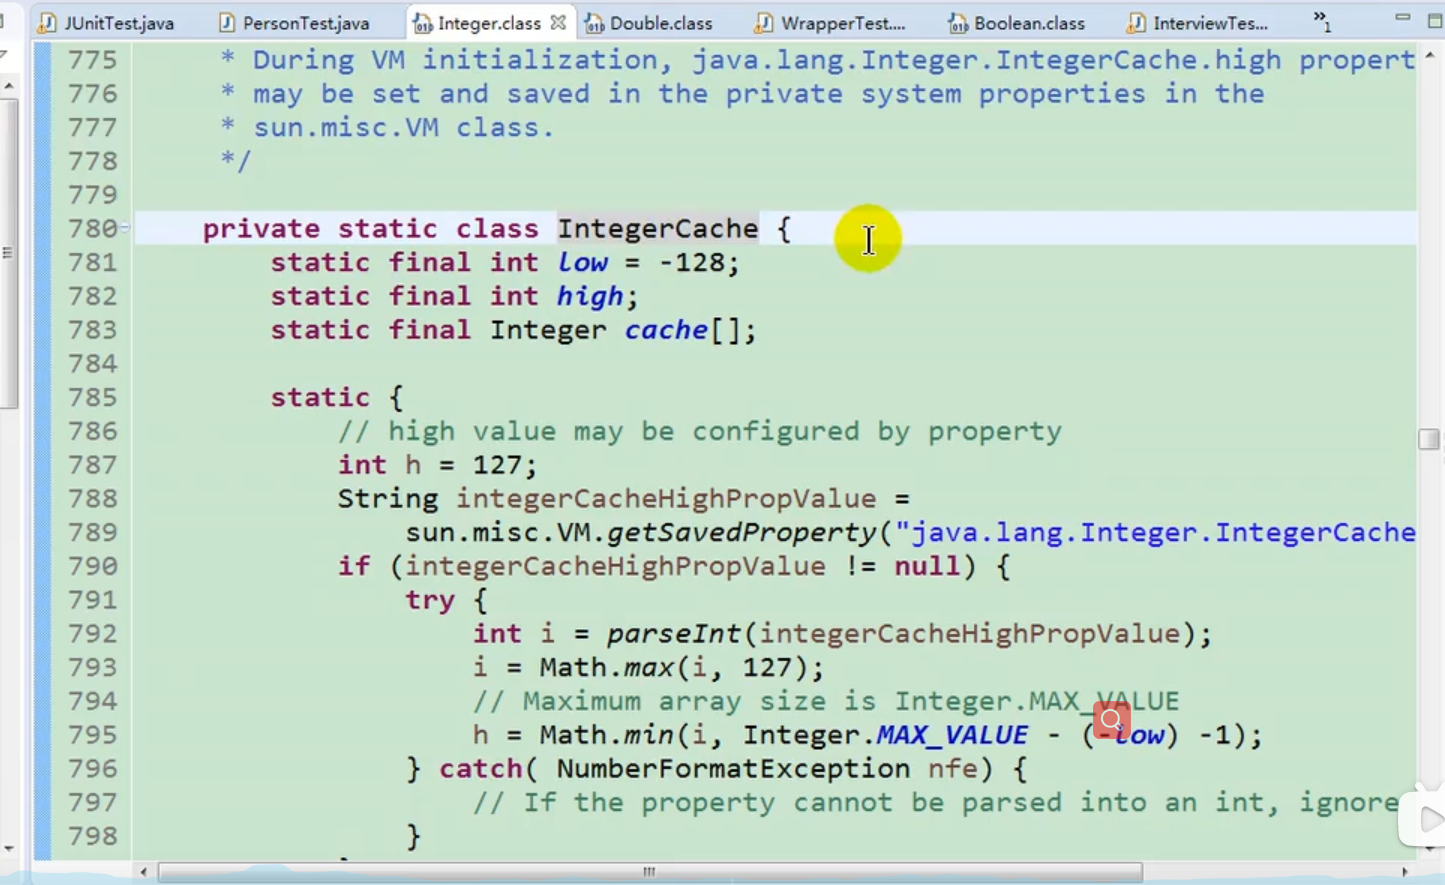 JUnitTest.java PersonTest.java Integer.class Double.class WrapperTest.... Boolean.class InterviewTes... »1
775 * During VM initialization, java.lang.Integer.IntegerCache.high propert
776 * may be set and saved in the private system properties in the
777 * sun.misc.VM class.
778 */
779
780 private static class IntegerCache {
781 static final int low = -128;
782 static final int high;
783 static final Integer cache[];
784
785 static {
786 // high value may be configured by property
787 int h = 127;
788 String integerCacheHighPropValue =
789 sun.misc.VM.getSavedProperty("java.lang.Integer.IntegerCache
790 if (integerCacheHighPropValue != null) {
791 try {
792 int i = parseInt(integerCacheHighPropValue);
793 i = Math.max(i, 127);
794 // Maximum array size is Integer.MAX_VALUE
795 h = Math.min(i, Integer.MAX_VALUE - (-low) -1);
796 } catch( NumberFormatException nfe) {
797 // If the property cannot be parsed into an int, ignore
798 }